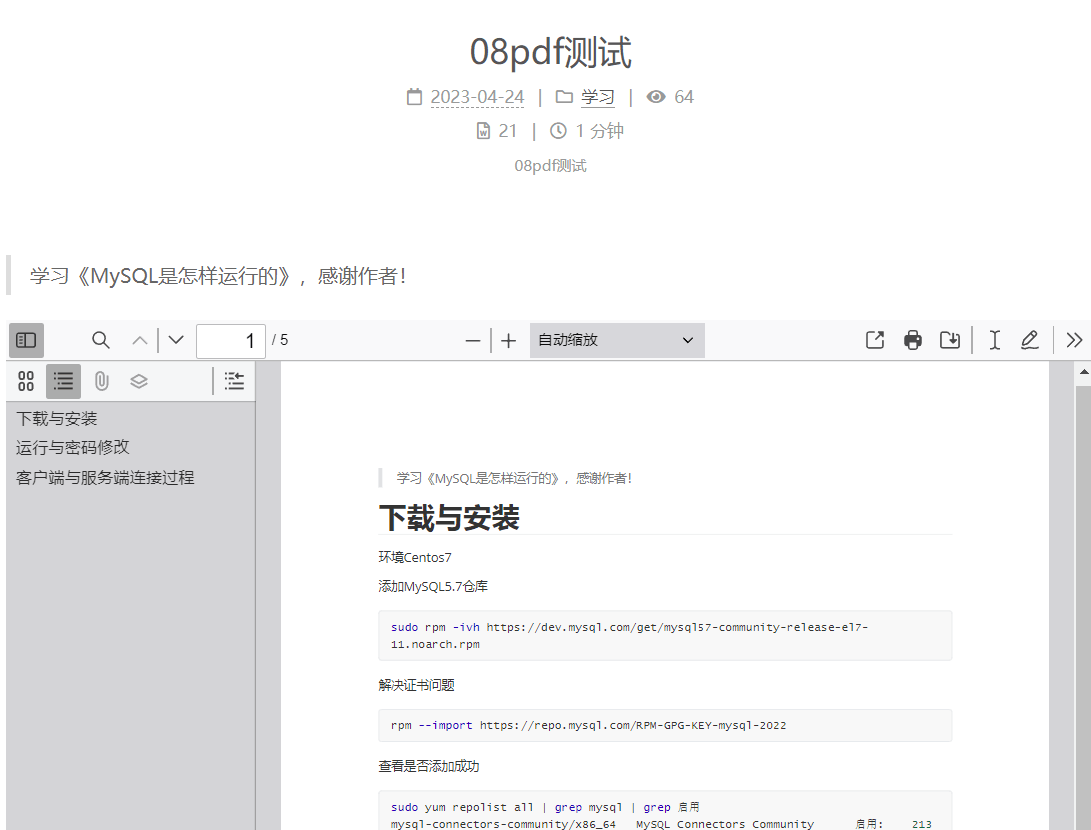 08pdf测试
2023-04-24 | 学习 | 64
21 | 1 分钟
08pdf测试
学习《MySQL是怎样运行的》，感谢作者！
1 / 5 自动缩放
下载与安装
运行与密码修改
客户端与服务端连接过程
学习《MySQL是怎样运行的》，感谢作者！
下载与安装
环境Centos7
添加MySQL5.7仓库
sudo rpm -ivh https://dev.mysql.com/get/mysql57-community-release-el7-
11.noarch.rpm
解决证书问题
rpm --import https://repo.mysql.com/RPM-GPG-KEY-mysql-2022
查看是否添加成功
sudo yum repolist all | grep mysql | grep 启用
mysql-connectors-community/x86_64 MySQL Connectors Community 启用: 213